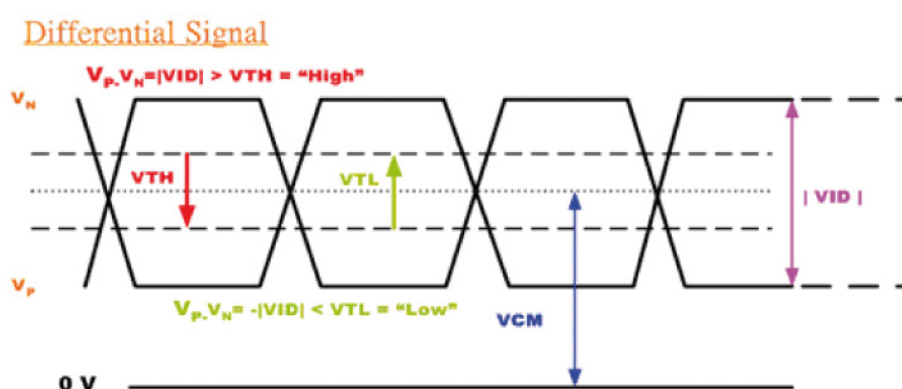 Differential Signal
VP-VN=|VID| > VTH = “High”
VN
VTH
VTL
| VID |
VP
VP-VN= -|VID| < VTL = “Low”
VCM
0 V